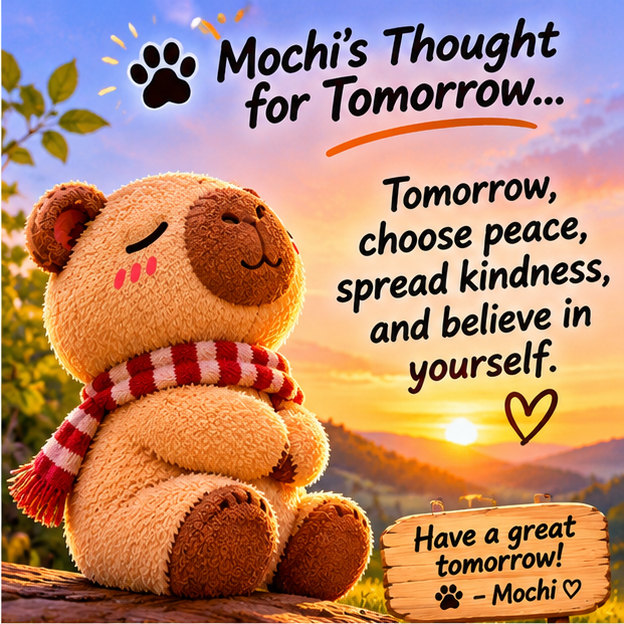 Mochi's Thought
for Tomorrow...
Tomorrow,
choose peace,
spread kindness,
and believe in
yourself.
Have a great
tomorrow!
– Mochi ♡